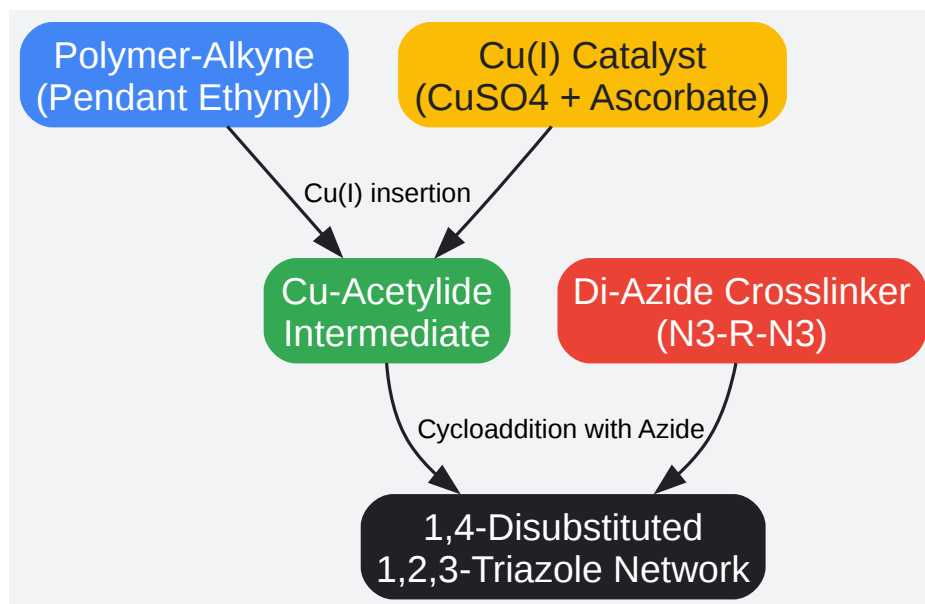 Polymer-Alkyne
(Pendant Ethynyl)
Cu(I) Catalyst
(CuSO4 + Ascorbate)
Cu(I) insertion
Cu-Acetylide
Intermediate
Di-Azide Crosslinker
(N3-R-N3)
Cycloaddition with Azide
1,4-Disubstituted
1,2,3-Triazole Network